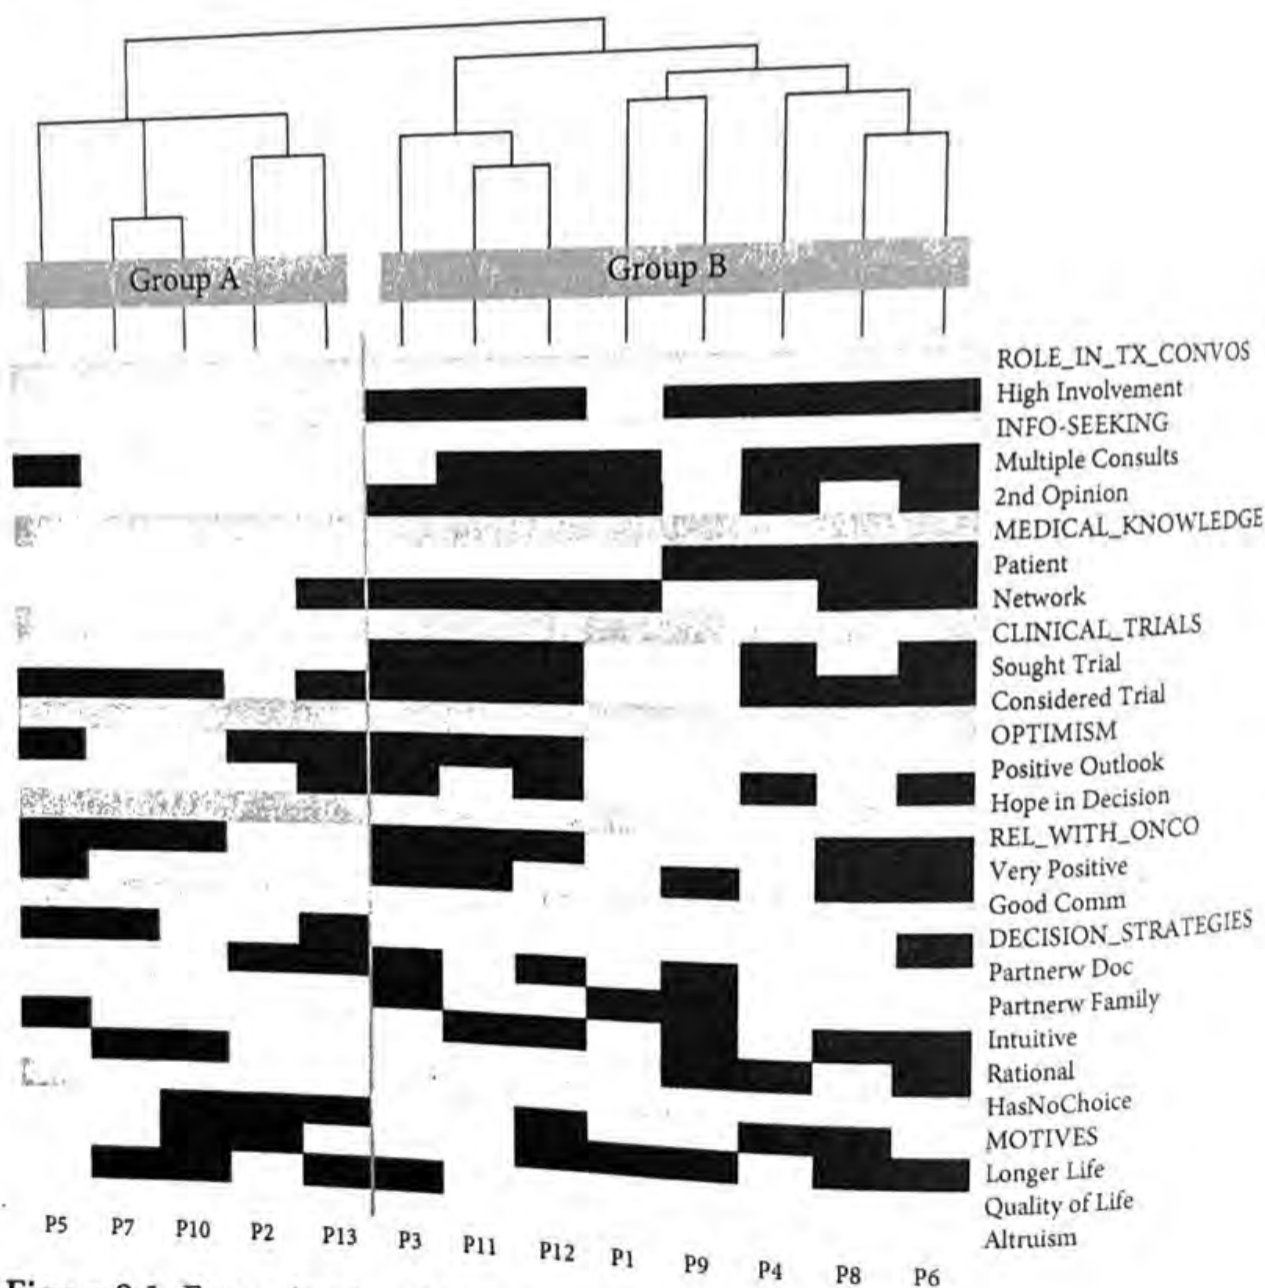 Group A
Group B
ROLE_IN_TX_CONVOS
High Involvement
INFO-SEEKING
Multiple Consults
2nd Opinion
MEDICAL_KNOWLEDGE
Patient
Network
CLINICAL_TRIALS
Sought Trial
Considered Trial
OPTIMISM
Positive Outlook
Hope in Decision
REL_WITH_ONCO
Very Positive
Good Comm
DECISION_STRATEGIES
Partnerw Doc
Partnerw Family
Intuitive
Rational
HasNoChoice
MOTIVES
Longer Life
Quality of Life
Altruism
P5 P7 P10 P2 P13 P3 P11 P12 P1 P9 P4 P8 P6